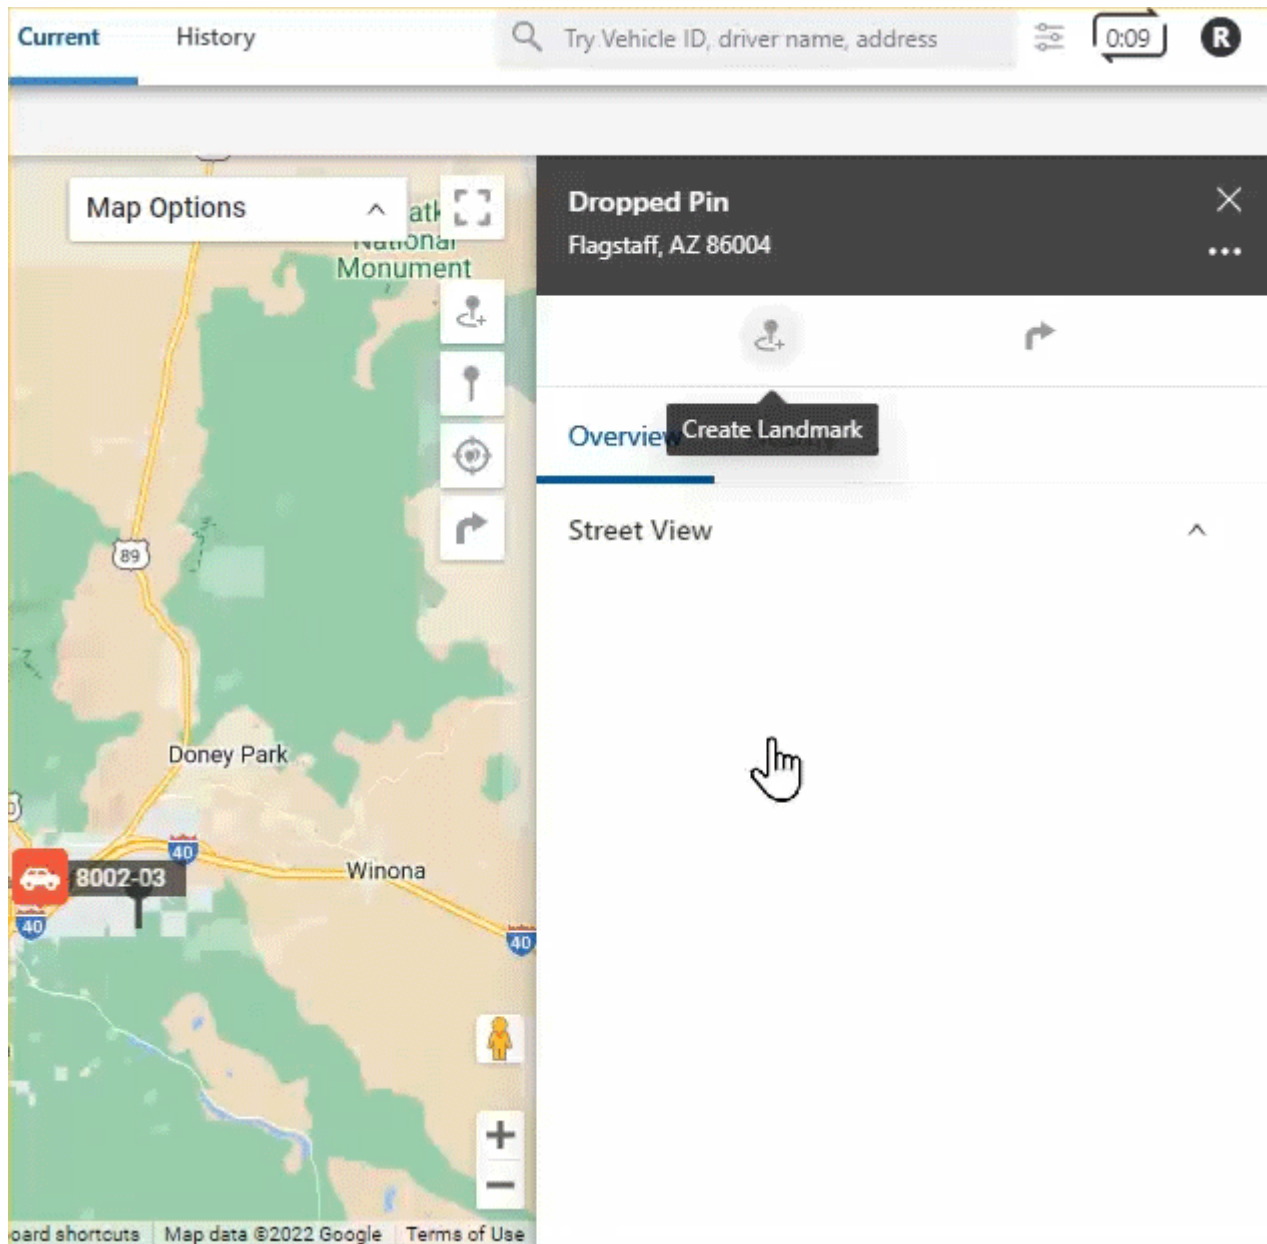 Current
History
Try Vehicle ID, driver name, address
0:09
R
Map Options
National
Monument
89
Doney Park
40
Winona
8002-03
40
40
Map data ©2022 Google
Terms of Use
Dropped Pin
Flagstaff, AZ 86004
Create Landmark
Overview
Street View